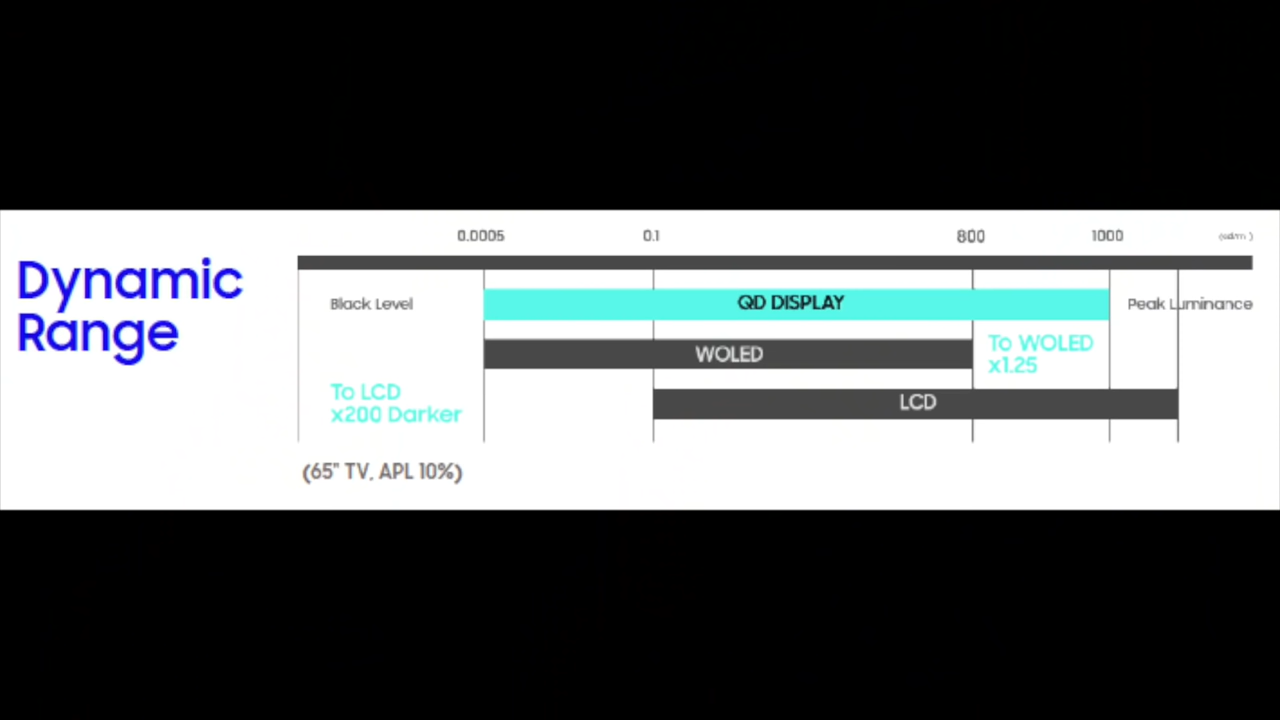 0.0005 0.1 800 1000
Dynamic
Range
Black Level
QD DISPLAY
Peak Luminance
WOLED
To WOLED
x1.25
To LCD
x200 Darker
LCD
(65" TV, APL 10%)